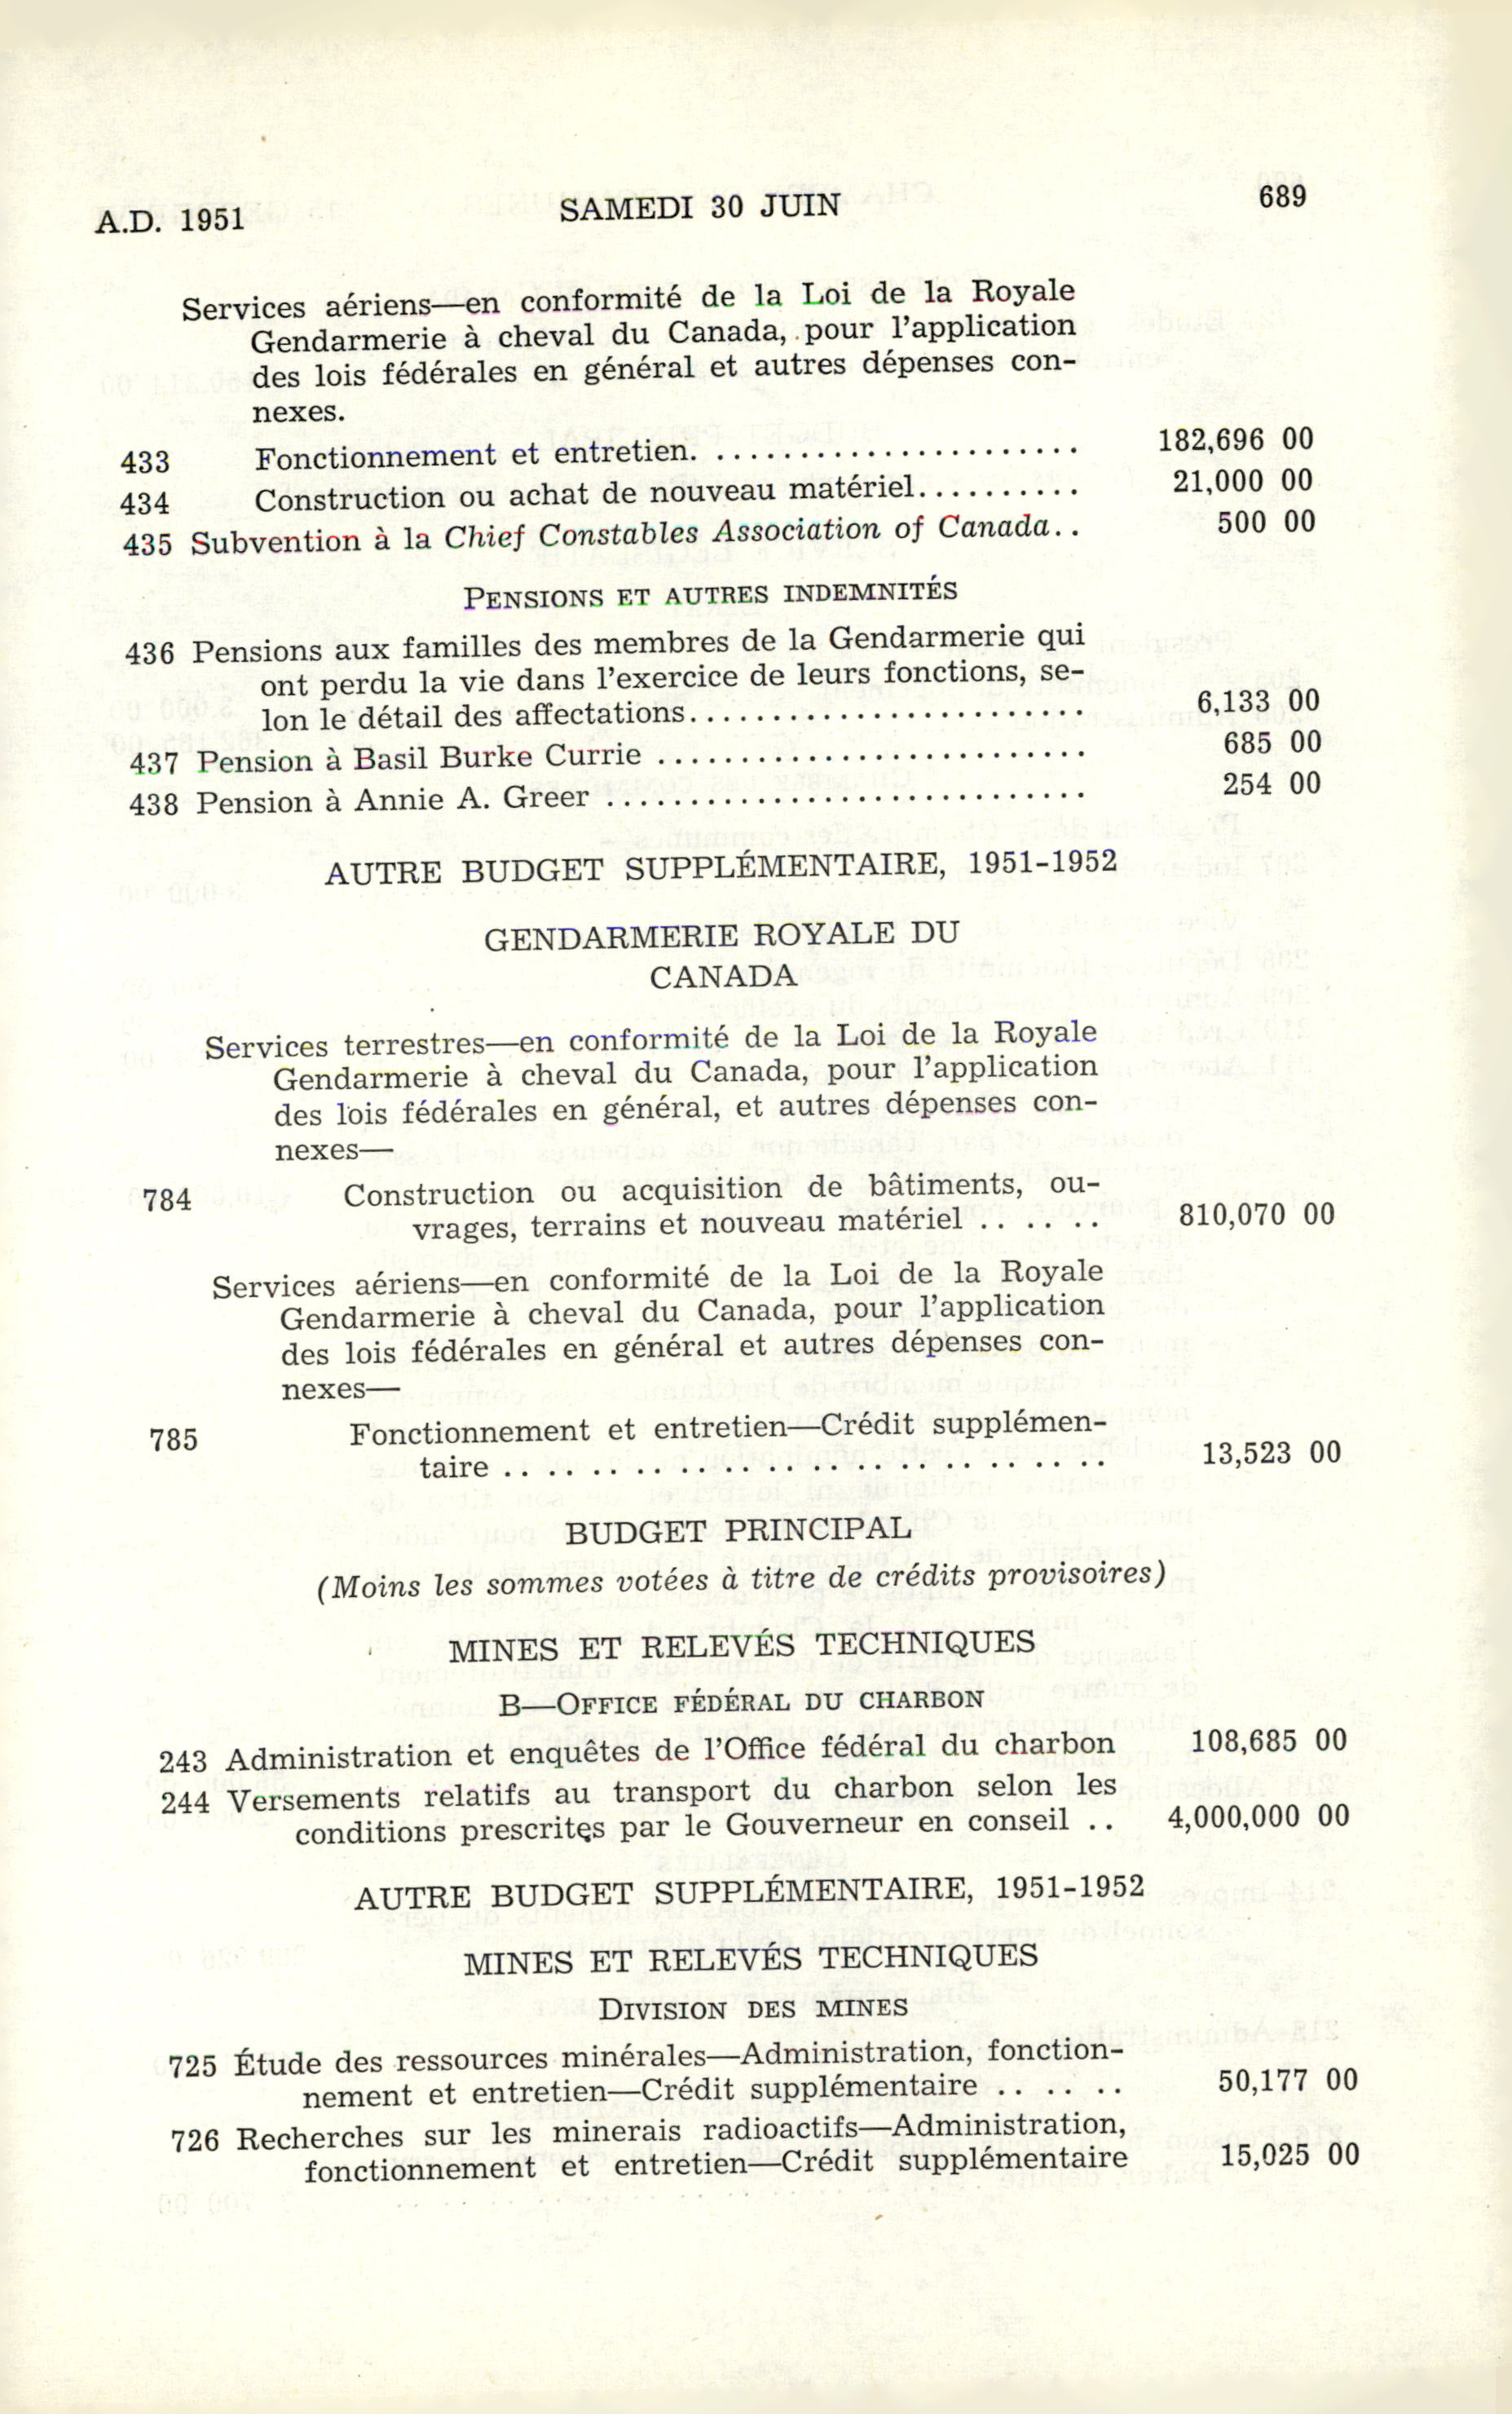 A.D. 1951 SAMEDI 30 JUIN 689
Services aériens—en conformité de la Loi de la Royale
Gendarmerie à cheval du Canada, pour l'application
des lois fédérales en général et autres dépenses con-
nexes.
433 Fonctionnement et entretien. ...................... 182,696 00
434 Construction ou achat de nouveau matériel.......... 21,000 00
435 Subvention à la Chief Constables Association of Canada.. 500 00
PENSIONS ET AUTRES INDEMNITÉS
436 Pensions aux familles des membres de la Gendarmerie qui
ont perdu la vie dans l'exercice de leurs fonctions, se-
lon le détail des affectations........................ 6,133 00
437 Pension à Basil Burke Currie .......................... 685 00
438 Pension à Annie A. Greer ............................. 254 00
AUTRE BUDGET SUPPLÉMENTAIRE, 1951-1952
GENDARMERIE ROYALE DU
CANADA
Services terrestres—en conformité de la Loi de la Royale
Gendarmerie à cheval du Canada, pour l'application
des lois fédérales en général, et autres dépenses con-
nexes—
784 Construction ou acquisition de bâtiments, ou-
vrages, terrains et nouveau matériel .. .. .. 810,070 00
Services aériens—en conformité de la Loi de la Royale
Gendarmerie à cheval du Canada, pour l'application
des lois fédérales en général et autres dépenses con-
nexes—
785 Fonctionnement et entretien—Crédit supplémen-
taire .. .. .. .. .. .. .. .. .. .. .. .. .. .. 13,523 00
BUDGET PRINCIPAL
(Moins les sommes votées à titre de crédits provisoires)
MINES ET RELEVÉS TECHNIQUES
B—OFFICE FÉDÉRAL DU CHARBON
243 Administration et enquêtes de l'Office fédéral du charbon 108,685 00
244 Versements relatifs au transport du charbon selon les
conditions prescrites par le Gouverneur en conseil .. 4,000,000 00
AUTRE BUDGET SUPPLÉMENTAIRE, 1951-1952
MINES ET RELEVÉS TECHNIQUES
DIVISION DES MINES
725 Étude des ressources minérales—Administration, fonction-
nement et entretien—Crédit supplémentaire .. .. .. 50,177 00
726 Recherches sur les minerais radioactifs—Administration,
fonctionnement et entretien—Crédit supplémentaire 15,025 00